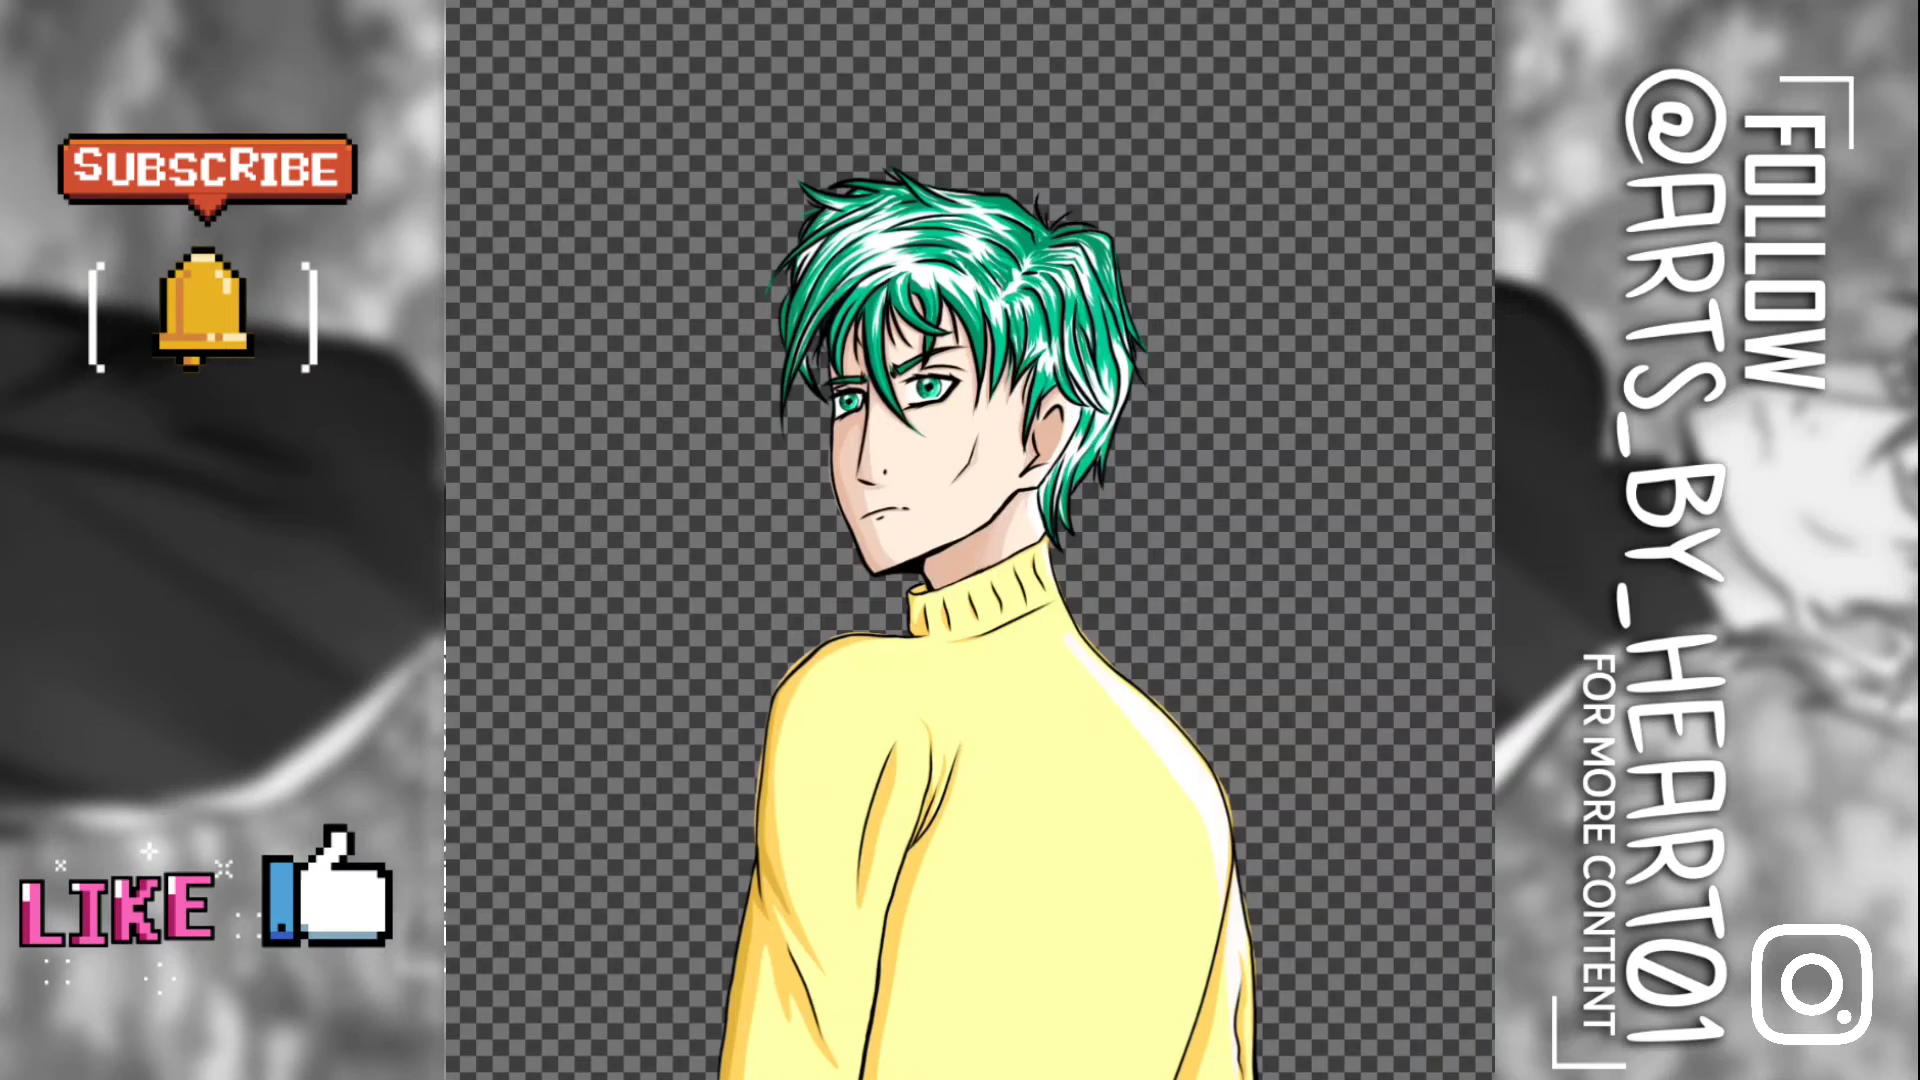 SUBSCRIBE
LIKE
FOLLOW
@ARTS_BY_HEART01
FOR MORE CONTENT